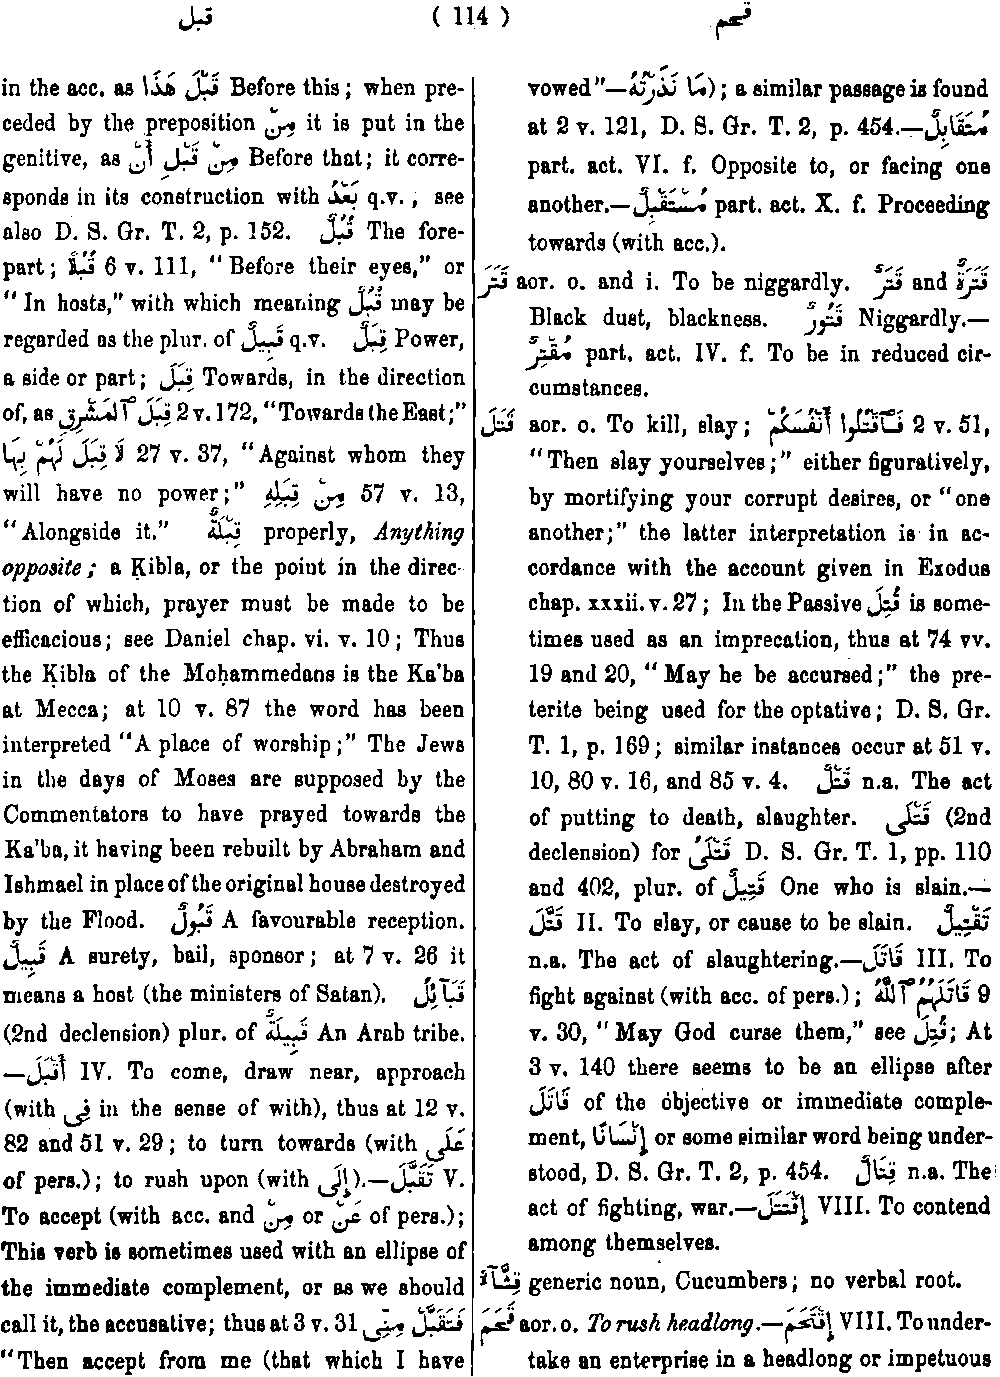 قبل ( 114 ) قحم
in the acc. as قَبْلَ هَذَا Before this; when pre-
ceded by the preposition مِنْ it is put in the
genitive, as مِنْ قَبْلِ أَنْ Before that; it corre-
sponds in its construction with بَعْدُ q.v., see
also D. S. Gr. T. 2, p. 152. قُبُلٌ The fore-
part; قُبُلًا 6 v. 111, "Before their eyes," or
"In hosts," with which meaning قُبُلٌ may be
regarded as the plur. of قَبِيلٌ q.v. قِبَلٌ Power,
a side or part; قِبَلَ Towards, in the direction
of, as قِبَلَ ٱلْمَشْرِقِ 2 v. 172, "Towards the East;"
لَا قِبَلَ لَهُمْ بِهَا 27 v. 37, "Against whom they
will have no power;" مِنْ قِبَلِهِ 57 v. 13,
"Alongside it." قِبْلَةٌ properly, Anything
opposite; a Ḳibla, or the point in the direc-
tion of which, prayer must be made to be
efficacious; see Daniel chap. vi. v. 10; Thus
the Ḳibla of the Moḥammedans is the Ka'ba
at Mecca; at 10 v. 87 the word has been
interpreted "A place of worship;" The Jews
in the days of Moses are supposed by the
Commentators to have prayed towards the
Ka'ba, it having been rebuilt by Abraham and
Ishmael in place of the original house destroyed
by the Flood. قَبُولٌ A favourable reception.
قَبِيلٌ A surety, bail, sponsor; at 7 v. 26 it
means a host (the ministers of Satan). قَبَآئِلُ
(2nd declension) plur. of قَبِيلَةٌ An Arab tribe.
—أَقْبَلَ IV. To come, draw near, approach
(with فِى in the sense of with), thus at 12 v.
82 and 51 v. 29; to turn towards (with عَلَى
of pers.); to rush upon (with إِلَى).—تَقَبَّلَ V.
To accept (with acc. and مِنْ or عَنْ of pers.);
This verb is sometimes used with an ellipse of
the immediate complement, or as we should
call it, the accusative; thus at 3 v. 31 فَتَقَبَّلْ مِنِّى
"Then accept from me (that which I have
vowed"—مَا نَذَرْتُهُ); a similar passage is found
at 2 v. 121, D. S. Gr. T. 2, p. 454.—مُتَقَابِلٌ
part. act. VI. f. Opposite to, or facing one
another.—مُسْتَقْبِلٌ part. act. X. f. Proceeding
towards (with acc.).
قَتَرَ aor. o. and i. To be niggardly. قَتَرٌ and قَتَرَةٌ
Black dust, blackness. قَتُورٌ Niggardly.—
مُقْتِرٌ part. act. IV. f. To be in reduced cir-
cumstances.
قَتَلَ aor. o. To kill, slay; فَٱقْتُلُوا أَنْفُسَكُمْ 2 v. 51,
"Then slay yourselves;" either figuratively,
by mortifying your corrupt desires, or "one
another;" the latter interpretation is in ac-
cordance with the account given in Exodus
chap. xxxii. v. 27; In the Passive قُتِلَ is some-
times used as an imprecation, thus at 74 vv.
19 and 20, "May he be accursed;" the pre-
terite being used for the optative; D. S. Gr.
T. 1, p. 169; similar instances occur at 51 v.
10, 80 v. 16, and 85 v. 4. قَتْلٌ n.a. The act
of putting to death, slaughter. قَتْلَى (2nd
declension) for قَتْلَىُ D. S. Gr. T. 1, pp. 110
and 402, plur. of قَتِيلٌ One who is slain.—
قَتَّلَ II. To slay, or cause to be slain. تَقْتِيلٌ
n.a. The act of slaughtering.—قَاتَلَ III. To
fight against (with acc. of pers.); قَاتَلَهُمُ ٱللَّهُ 9
v. 30, "May God curse them," see قُتِلَ; At
3 v. 140 there seems to be an ellipse after
قَاتَلَ of the objective or immediate comple-
ment, إِنْسَانًا or some similar word being under-
stood, D. S. Gr. T. 2, p. 454. قِتَالٌ n.a. The
act of fighting, war.—إِقْتَتَلَ VIII. To contend
among themselves.
قِثَّآءٌ generic noun, Cucumbers; no verbal root.
قَحَمَ aor. o. To rush headlong.—إِقْتَحَمَ VIII. To under-
take an enterprise in a headlong or impetuous